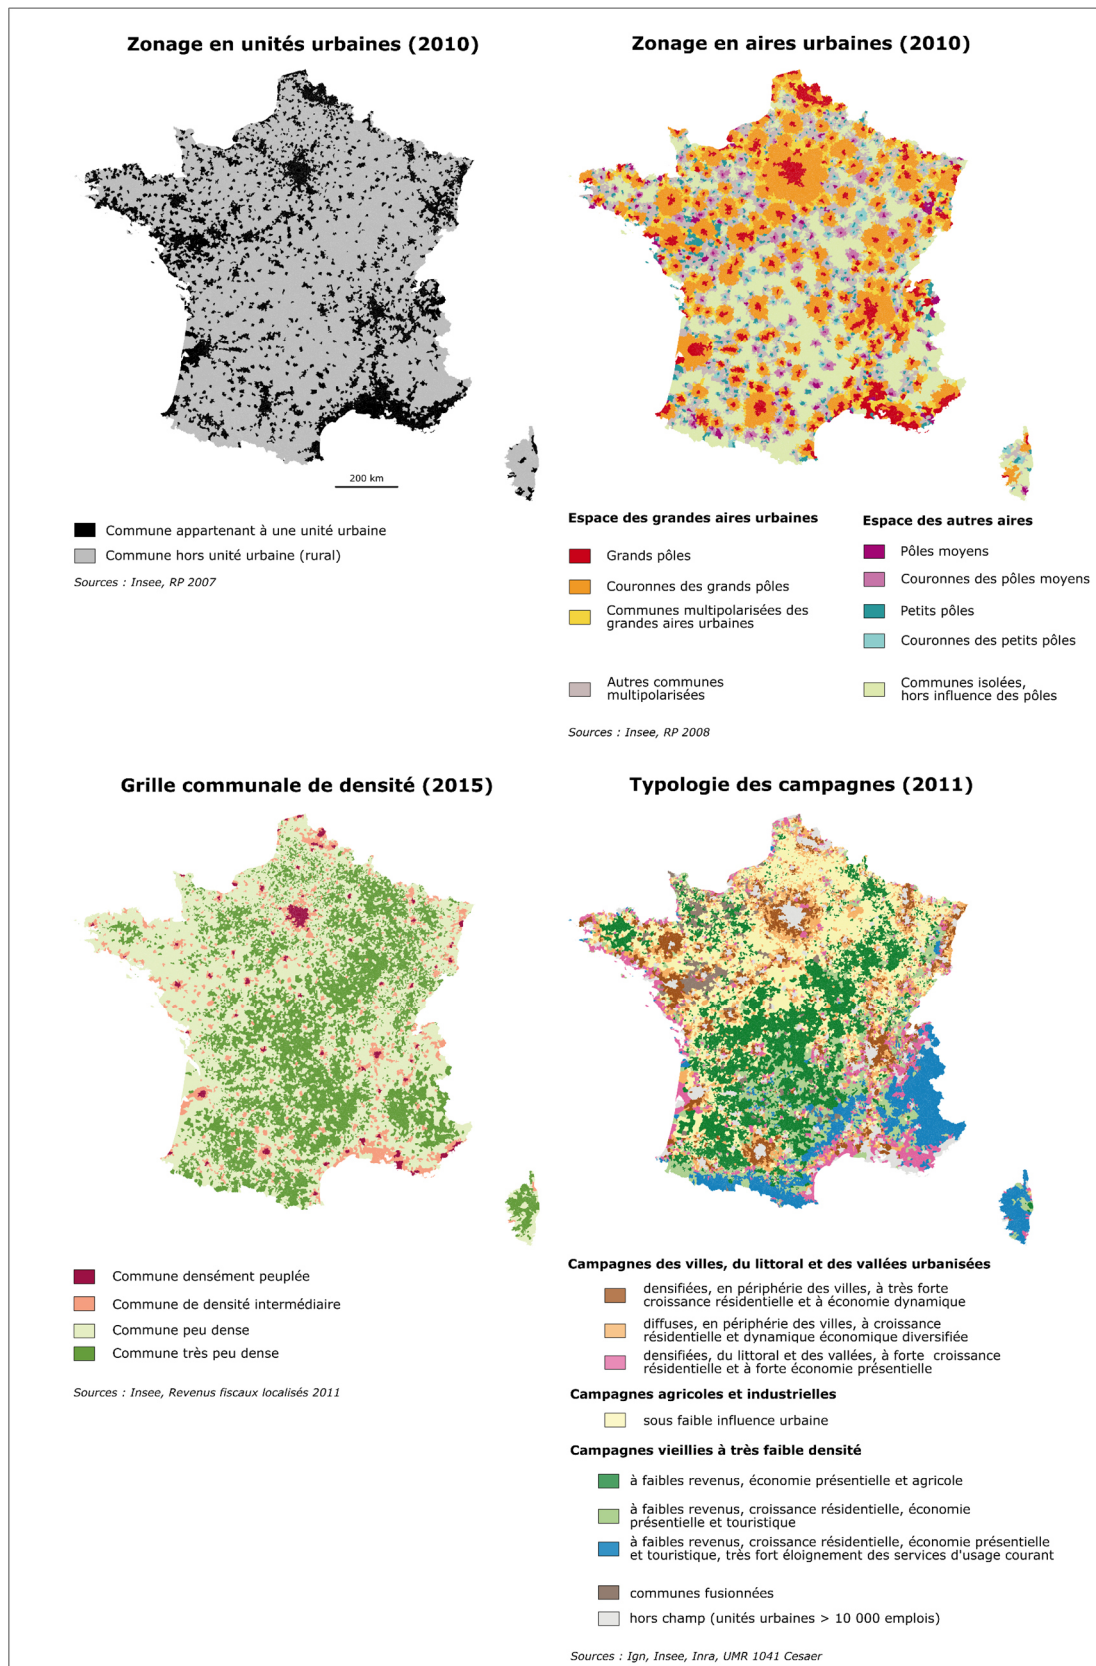 Zonage en unités urbaines (2010)
200 km
Commune appartenant à une unité urbaine
Commune hors unité urbaine (rural)
Sources : Insee, RP 2007
Zonage en aires urbaines (2010)
Espace des grandes aires urbaines
Grands pôles
Couronnes des grands pôles
Communes multipolarisées des
grandes aires urbaines
Autres communes
multipolarisées
Espace des autres aires
Pôles moyens
Couronnes des pôles moyens
Petits pôles
Couronnes des petits pôles
Communes isolées,
hors influence des pôles
Sources : Insee, RP 2008
Grille communale de densité (2015)
Commune densément peuplée
Commune de densité intermédiaire
Commune peu dense
Commune très peu dense
Sources : Insee, Revenus fiscaux localisés 2011
Typologie des campagnes (2011)
Campagnes des villes, du littoral et des vallées urbanisées
densifiées, en périphérie des villes, à très forte
croissance résidentielle et à économie dynamique
diffuses, en périphérie des villes, à croissance
résidentielle et dynamique économique diversifiée
densifiées, du littoral et des vallées, à forte croissance
résidentielle et à forte économie présentielle
Campagnes agricoles et industrielles
sous faible influence urbaine
Campagnes vieillies à très faible densité
à faibles revenus, économie présentielle et agricole
à faibles revenus, croissance résidentielle, économie
présentielle et touristique
à faibles revenus, croissance résidentielle, économie présentielle
et touristique, très fort éloignement des services d'usage courant
communes fusionnées
hors champ (unités urbaines > 10 000 emplois)
Sources : Ign, Insee, Inra, UMR 1041 Cesaer